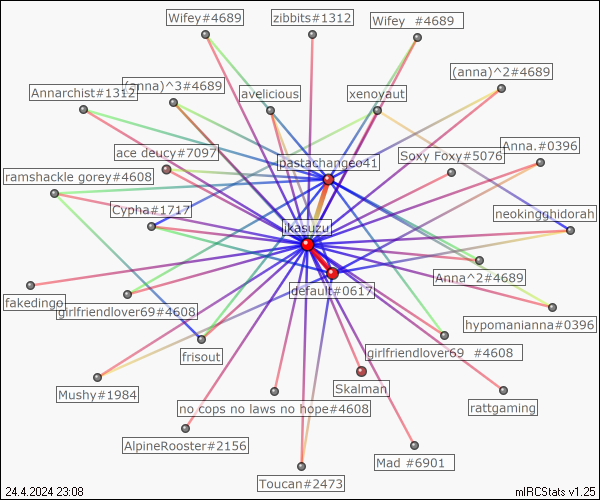 Wifey#4689
zibbits#1312
Wifey #4689
(anna)^2#4689
Annarchist#1312
(anna)^3#4689
avelicious
xenoyaut
ace deucy#7097
pastachangeo41
Soxy Foxy#5076
Anna.#0396
ramshackle gorey#4608
Cypha#1717
ikasuzu
neokingghidorah
Anna^2#4689
fakedingo
default#0617
girlfriendlover69#4608
hypomanianna#0396
frisout
girlfriendlover69 #4608
Mushy#1984
Skalman
no cops no laws no hope#4608
rattgaming
AlpineRooster#2156
Mad #6901
Toucan#2473
24.4.2024 23:08
mIRCStats v1.25